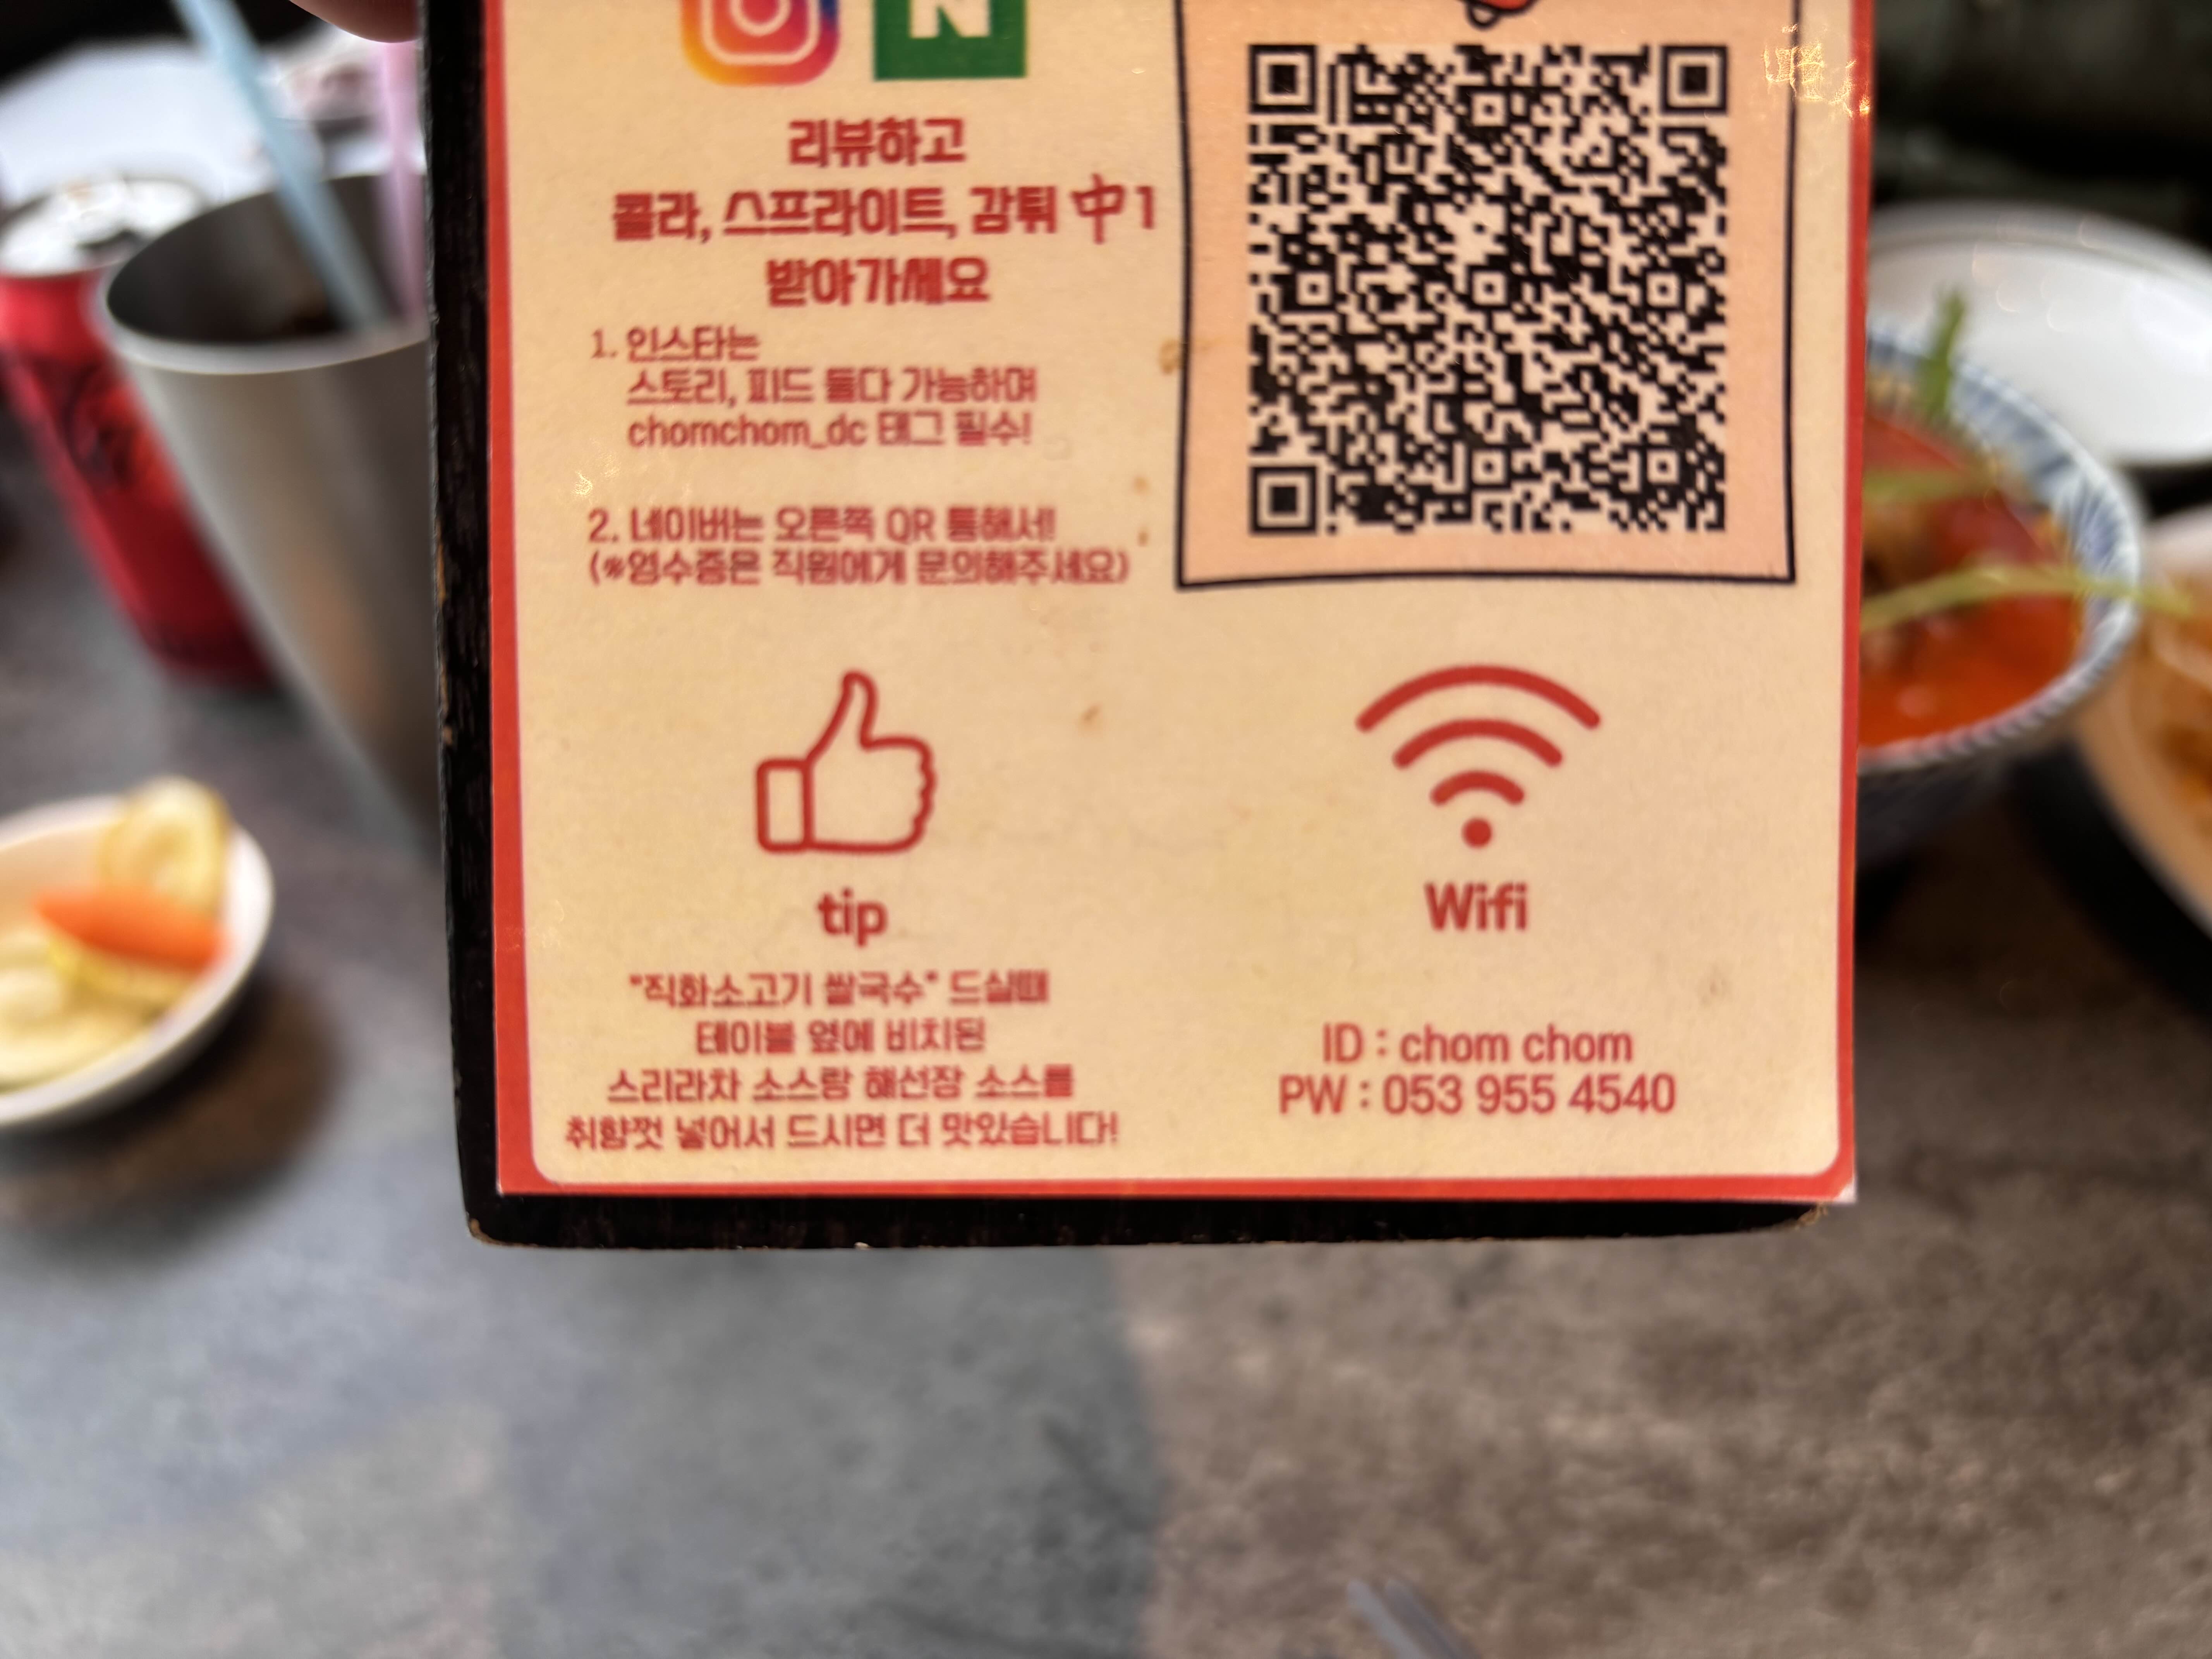 리뷰하고
콜라, 스프라이트, 감튀 中1
받아가세요
1. 인스타는
스토리, 피드 둘다 가능하며
chomchom_dc 태그 필수!
2. 네이버는 오른쪽 QR 통해서!
(*영수증은 직원에게 문의해주세요)
tip
"직화소고기 쌀국수" 드실때
테이블 옆에 비치된
스리라차 소스랑 해선장 소스를
취향껏 넣어서 드시면 더 맛있습니다!
Wifi
ID : chom chom
PW : 053 955 4540